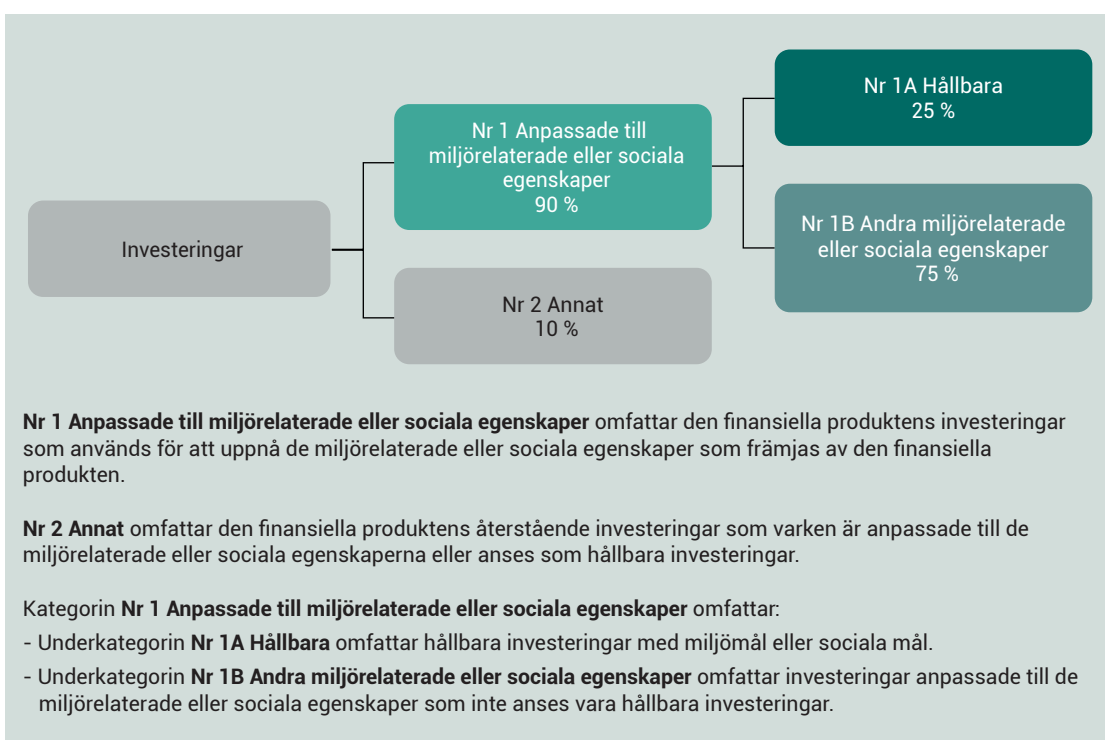 Investeringar
Nr 1 Anpassade till
miljörelaterade eller sociala
egenskaper
90 %
Nr 2 Annat
10 %
Nr 1A Hållbara
25 %
Nr 1B Andra miljörelaterade
eller sociala egenskaper
75 %
Nr 1 Anpassade till miljörelaterade eller sociala egenskaper omfattar den finansiella produktens investeringar
som används för att uppnå de miljörelaterade eller sociala egenskaper som främjas av den finansiella
produkten.
Nr 2 Annat omfattar den finansiella produktens återstående investeringar som varken är anpassade till de
miljörelaterade eller sociala egenskaperna eller anses som hållbara investeringar.
Kategorin Nr 1 Anpassade till miljörelaterade eller sociala egenskaper omfattar:
- Underkategorin Nr 1A Hållbara omfattar hållbara investeringar med miljömål eller sociala mål.
- Underkategorin Nr 1B Andra miljörelaterade eller sociala egenskaper omfattar investeringar anpassade till de
miljörelaterade eller sociala egenskaper som inte anses vara hållbara investeringar.